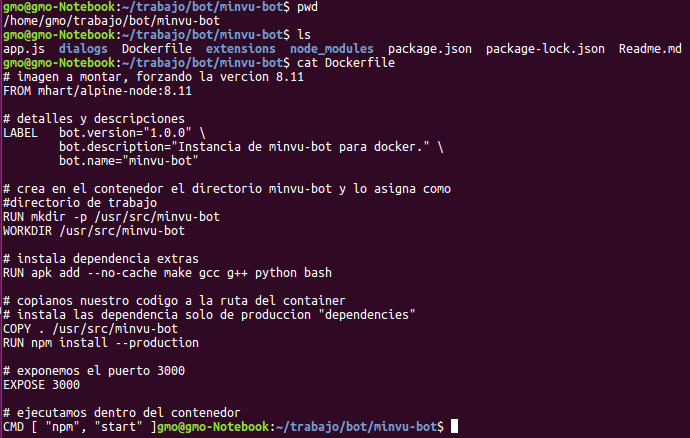 gmo@gmo-Notebook:~/trabajo/bot/minvu-bot$ pwd
/home/gmo/trabajo/bot/minvu-bot
gmo@gmo-Notebook:~/trabajo/bot/minvu-bot$ ls
app.js  dialogs  Dockerfile  extensions  node_modules  package.json  package-lock.json  Readme.md
gmo@gmo-Notebook:~/trabajo/bot/minvu-bot$ cat Dockerfile
# imagen a montar, forzando la vercion 8.11
FROM mhart/alpine-node:8.11

# detalles y descripciones
LABEL   bot.version="1.0.0" \
        bot.description="Instancia de minvu-bot para docker." \
        bot.name="minvu-bot"

# crea en el contenedor el directorio minvu-bot y lo asigna como
#directorio de trabajo
RUN mkdir -p /usr/src/minvu-bot
WORKDIR /usr/src/minvu-bot

# instala dependencia extras
RUN apk add --no-cache make gcc g++ python bash

# copianos nuestro codigo a la ruta del container
# instala las dependencia solo de produccion "dependencies"
COPY . /usr/src/minvu-bot
RUN npm install --production

# exponemos el puerto 3000
EXPOSE 3000

# ejecutamos dentro del contenedor
CMD [ "npm", "start" ]gmo@gmo-Notebook:~/trabajo/bot/minvu-bot$